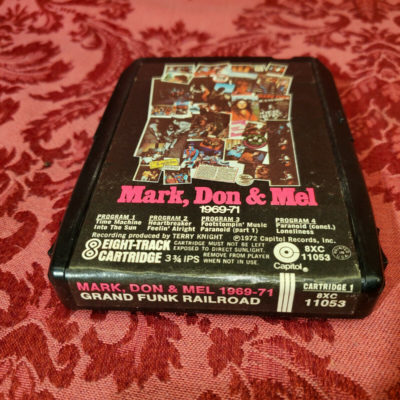 Mark, Don & Mel
1969-71
PROGRAM 1
Time Machine
Into The Sun
PROGRAM 2
Heartbreaker
Feelin' Alright
PROGRAM 3
Footstompin' Music
Paranoid (part 1)
PROGRAM 4
Paranoid (Concl.)
Loneliness
Recording produced by TERRY KNIGHT
©1972 Capitol Records, Inc.
8 EIGHT-TRACK
CARTRIDGE 3¾ IPS
CARTRIDGE MUST NOT BE LEFT
EXPOSED TO DIRECT SUNLIGHT.
REMOVE FROM PLAYER
WHEN NOT IN USE.
Capitol
8XC
11053
MARK, DON & MEL 1969-71
GRAND FUNK RAILROAD
CARTRIDGE 1
8XC
11053